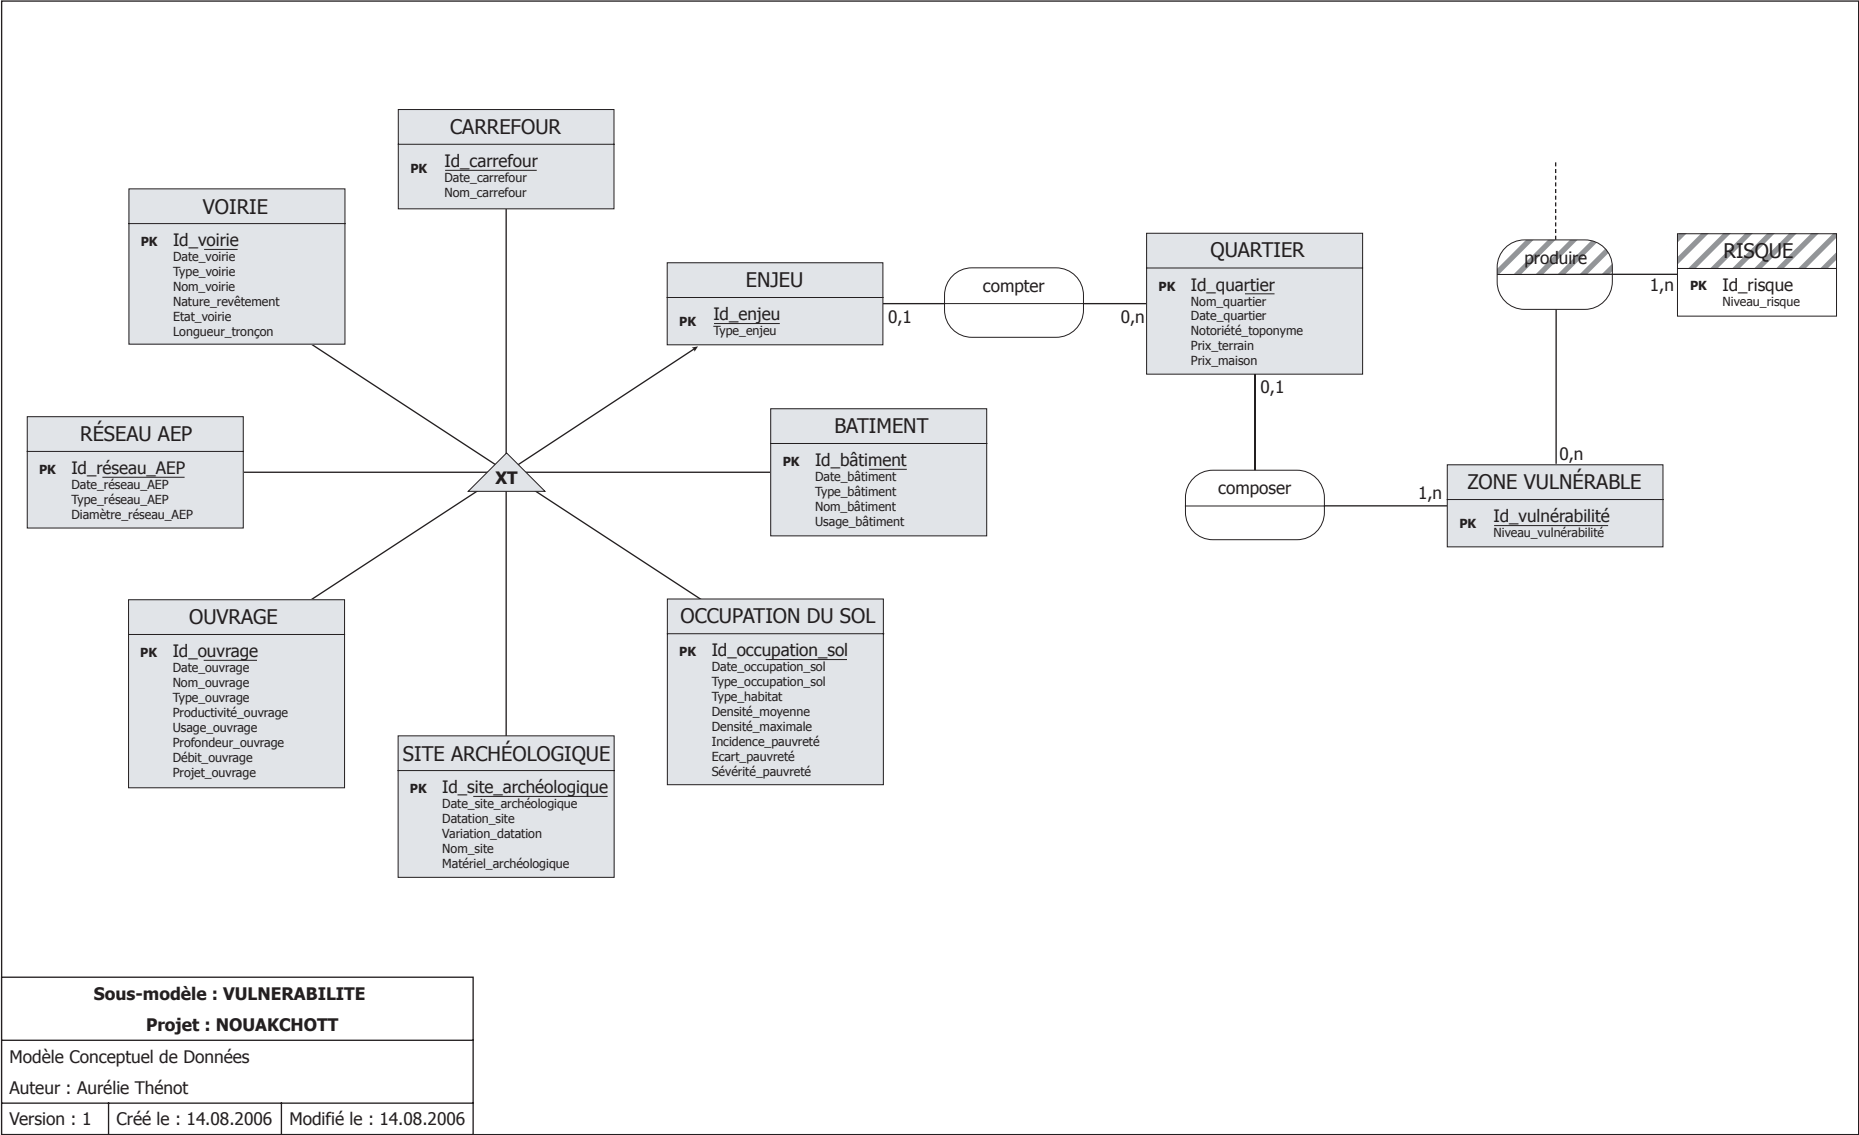 CARREFOUR
PK Id_carrefour
Date_carrefour
Nom_carrefour
VOIRIE
PK Id_voirie
Date_voirie
Type_voirie
Nom_voirie
Nature_revêtement
Etat_voirie
Longueur_tronçon
ENJEU
PK Id_enjeu
Type_enjeu
0,1
compter
0,n
QUARTIER
PK Id_quartier
Nom_quartier
Date_quartier
Notoriété_toponyme
Prix_terrain
Prix_maison
0,1
produire
1,n
RISQUE
PK Id_risque
Niveau_risque
RÉSEAU AEP
PK Id_réseau_AEP
Date_réseau_AEP
Type_réseau_AEP
Diamètre_réseau_AEP
XT
BATIMENT
PK Id_bâtiment
Date_bâtiment
Type_bâtiment
Nom_bâtiment
Usage_bâtiment
composer
1,n
0,n
ZONE VULNÉRABLE
PK Id_vulnérabilité
Niveau_vulnérabilité
OUVRAGE
PK Id_ouvrage
Date_ouvrage
Nom_ouvrage
Type_ouvrage
Productivité_ouvrage
Usage_ouvrage
Profondeur_ouvrage
Débit_ouvrage
Projet_ouvrage
OCCUPATION DU SOL
PK Id_occupation_sol
Date_occupation_sol
Type_occupation_sol
Type_habitat
Densité_moyenne
Densité_maximale
Incidence_pauvreté
Ecart_pauvreté
Sévérité_pauvreté
SITE ARCHÉOLOGIQUE
PK Id_site_archéologique
Date_site_archéologique
Datation_site
Variation_datation
Nom_site
Matériel_archéologique
Sous-modèle : VULNERABILITE
Projet : NOUAKCHOTT
Modèle Conceptuel de Données
Auteur : Aurélie Thénot
Version : 1 Créé le : 14.08.2006 Modifié le : 14.08.2006